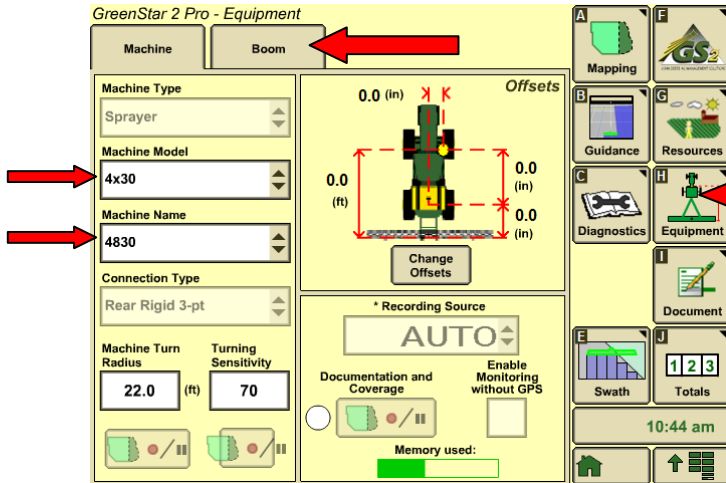 GreenStar 2 Pro - Equipment
Machine
Boom
Machine Type
Sprayer
Machine Model
4x30
Machine Name
4830
Connection Type
Rear Rigid 3-pt
Machine Turn
Radius
22.0 (ft)
Turning
Sensitivity
70
Offsets
0.0 (in)
0.0
(ft)
0.0
(in)
0.0
(in)
Change
Offsets
* Recording Source
AUTO
Documentation and
Coverage
Enable
Monitoring
without GPS
Memory used:
A
Mapping
F
GS2
B
Guidance
G
Resources
C
Diagnostics
H
Equipment
I
Document
E
Swath
J
1 2 3
Totals
10:44 am